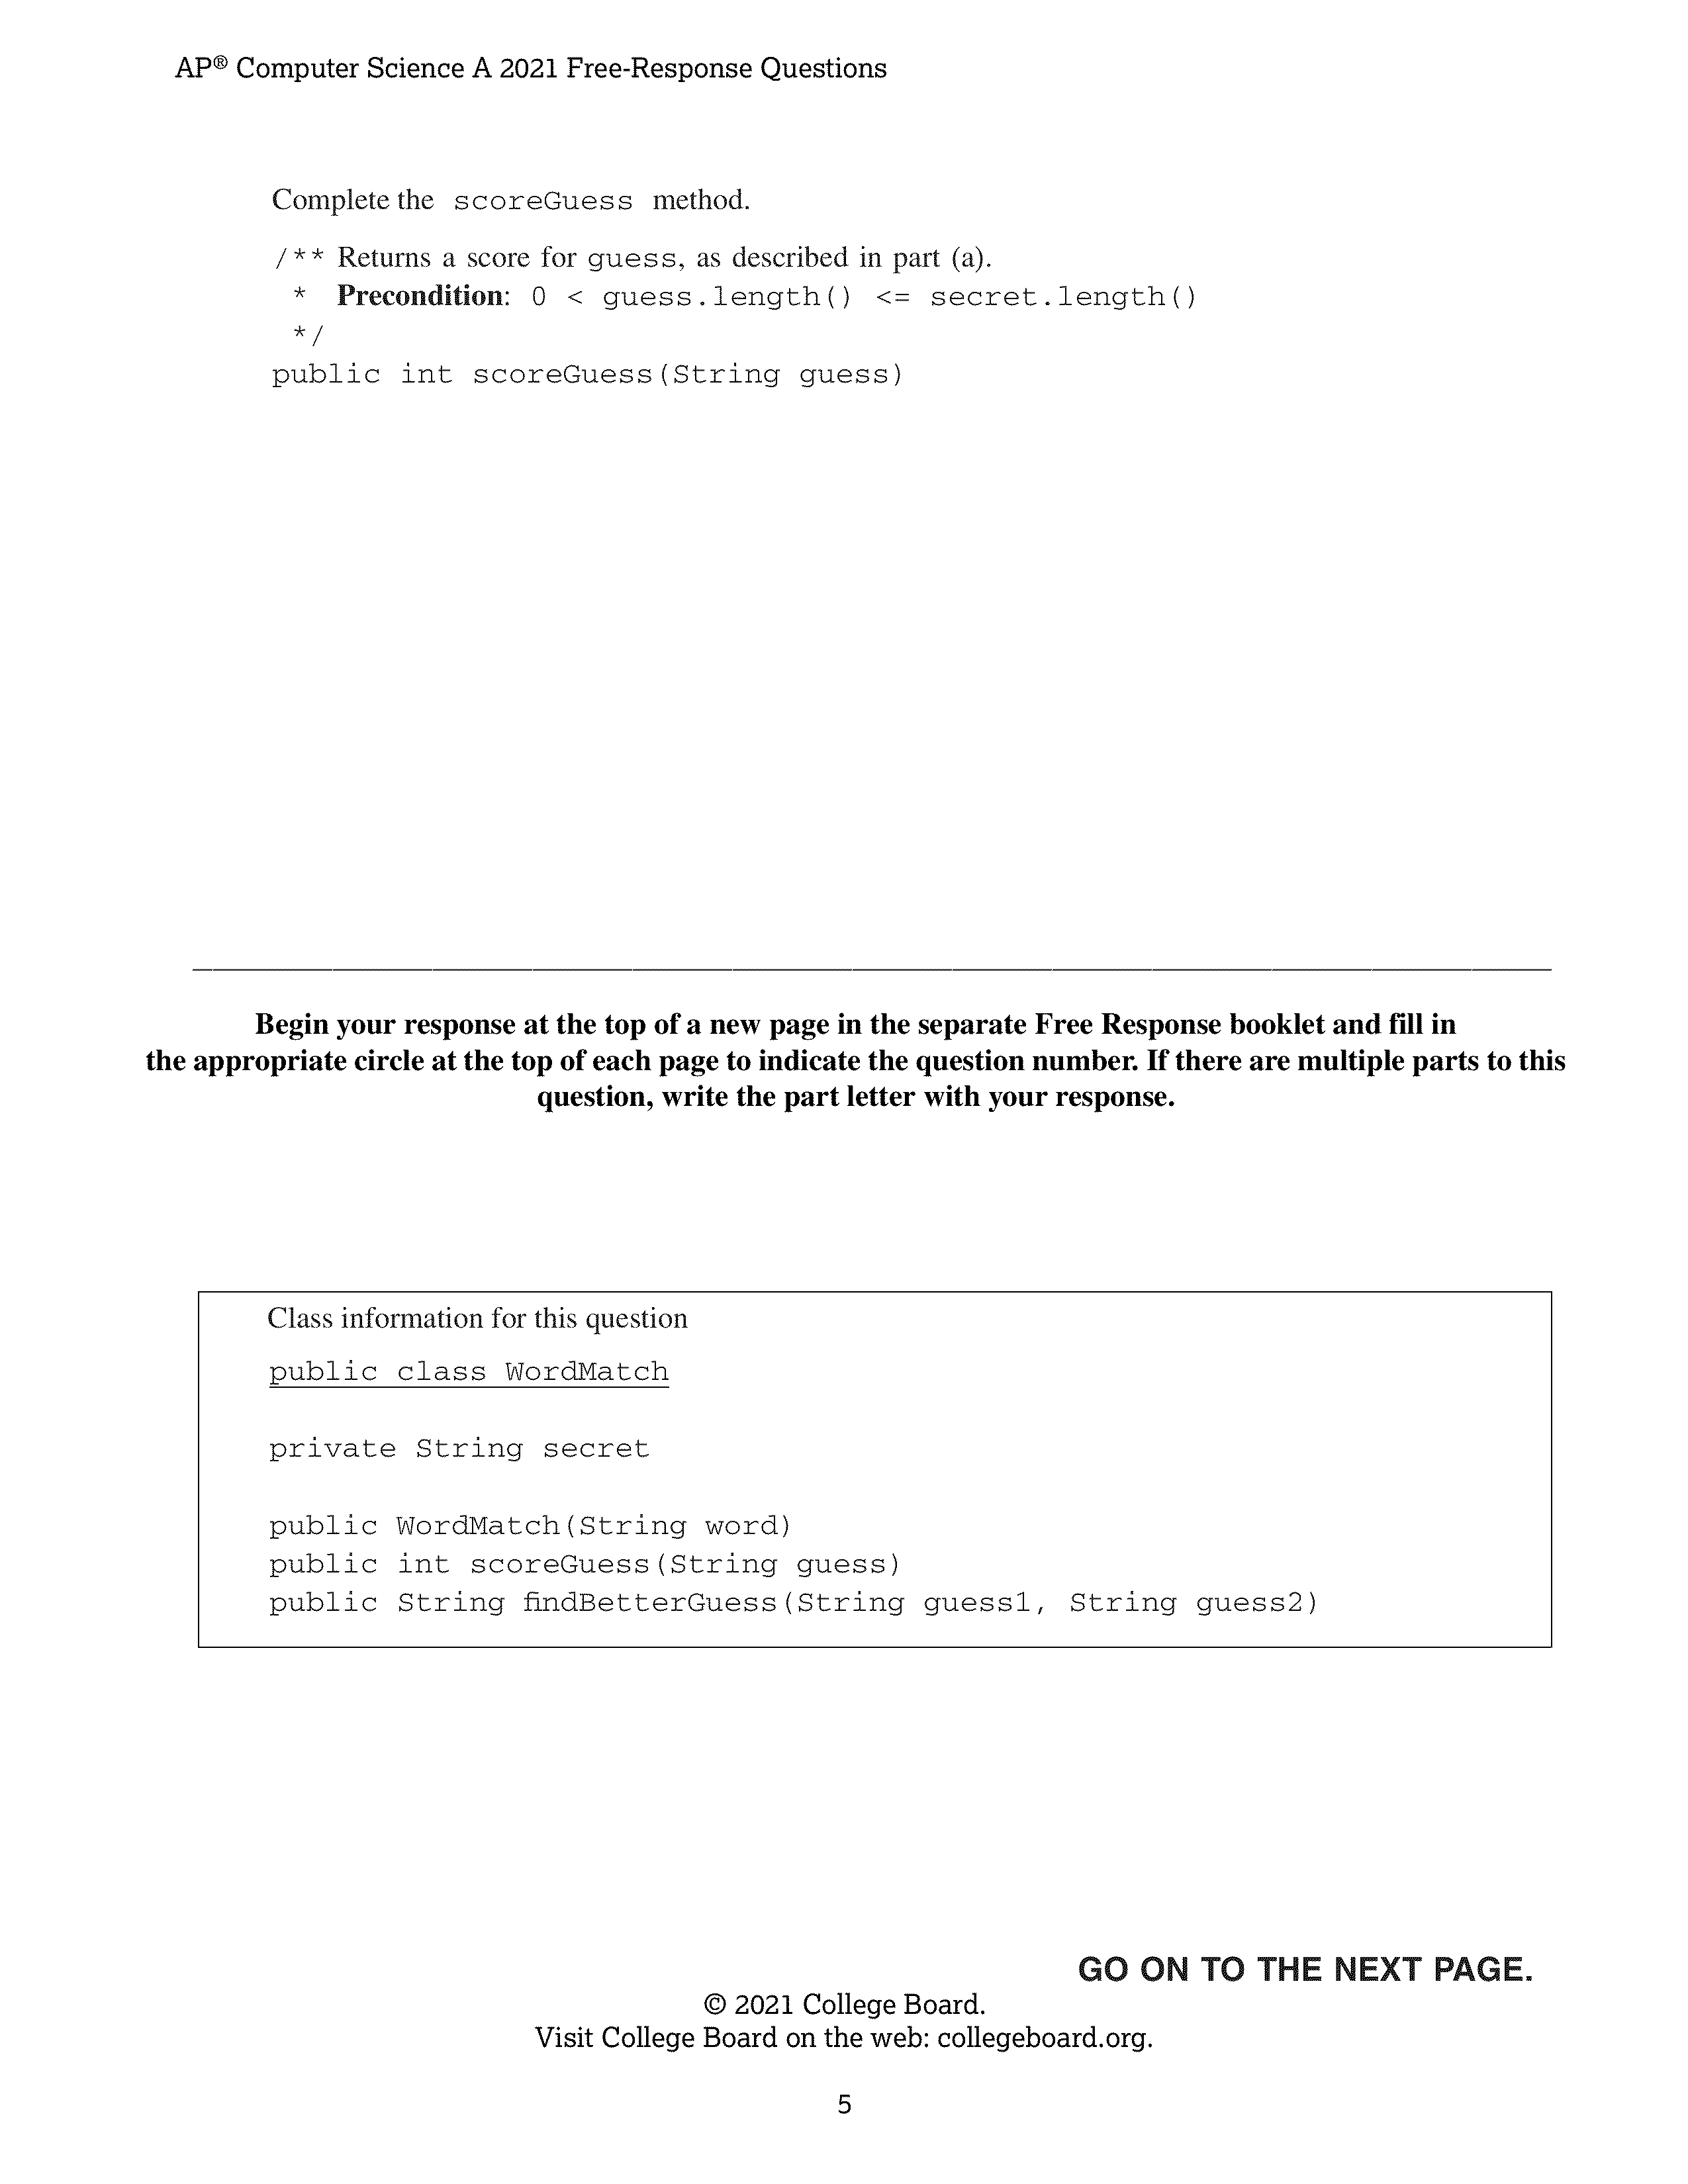 AP® Computer Science A 2021 Free-Response Questions
Complete the scoreGuess method.
/** Returns a score for guess, as described in part (a).
* Precondition: 0 < guess.length() <= secret.length()
*/
public int scoreGuess(String guess)
Begin your response at the top of a new page in the separate Free Response booklet and fill in
the appropriate circle at the top of each page to indicate the question number. If there are multiple parts to this
question, write the part letter with your response.
Class information for this question
public class WordMatch
private String secret
public WordMatch(String word)
public int scoreGuess(String guess)
public String findBetterGuess(String guess1, String guess2)
GO ON TO THE NEXT PAGE.
© 2021 College Board.
Visit College Board on the web: collegeboard.org.
5